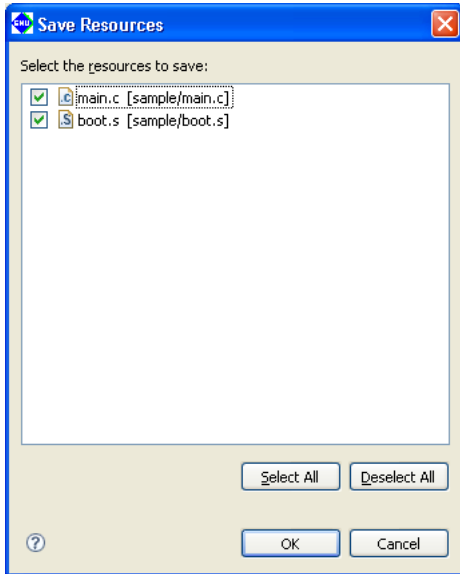 Save Resources
Select the resources to save:
main.c [sample/main.c]
boot.s [sample/boot.s]
Select All Deselect All
OK Cancel